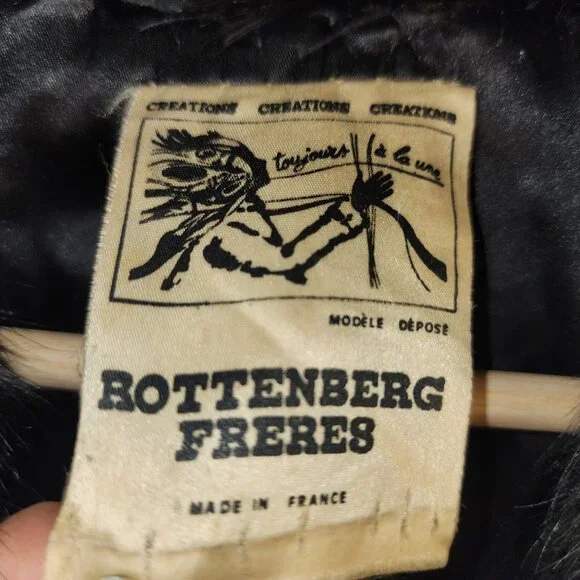 CREATIONS CREATIONS CREATIONS
toujours à la une
MODÈLE DÉPOSÉ
ROTTENBERG
FRERES
MADE IN FRANCE